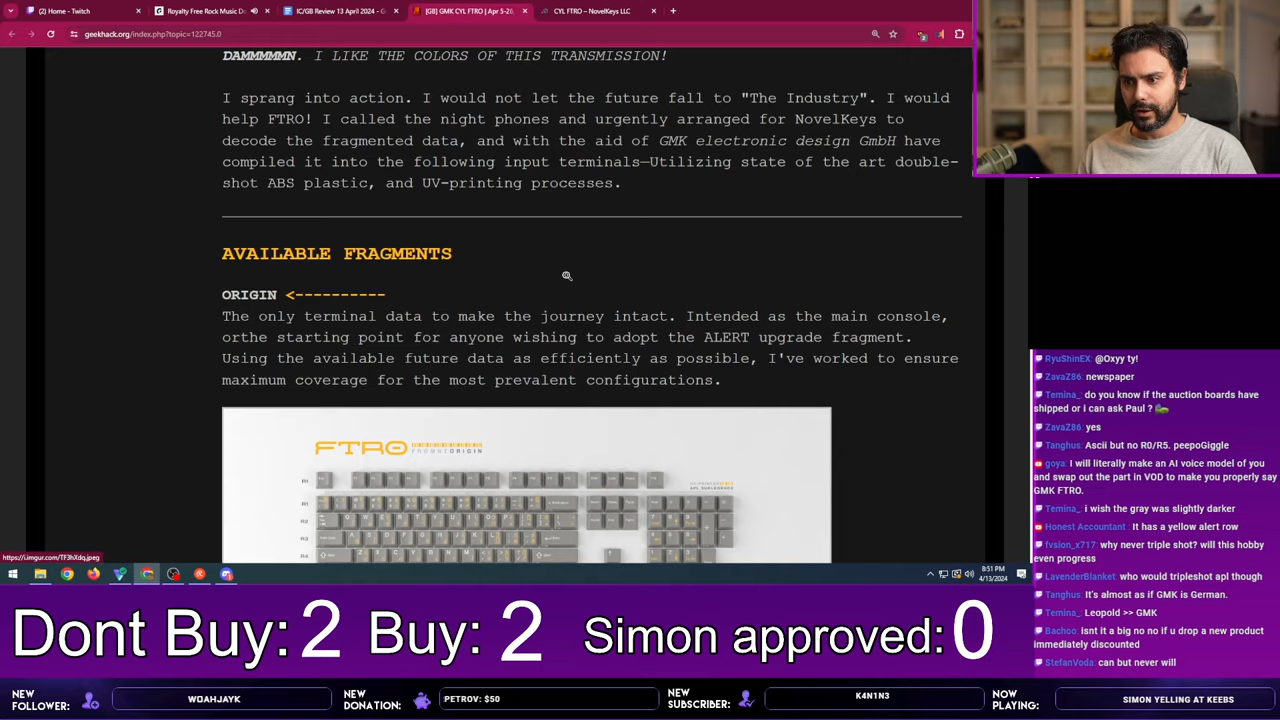 (2) Home - Twitch
Royalty Free Rock Music D
IC/GB Review 13 April 2024 - G
[GB] GMK CYL FTRO | Apr 5-26,
CYL FTRO – NovelKeys LLC
geekhack.org/index.php?topic=122745.0
DAMMMMMN. I LIKE THE COLORS OF THIS TRANSMISSION!
I sprang into action. I would not let the future fall to "The Industry". I would
help FTRO! I called the night phones and urgently arranged for NovelKeys to
decode the fragmented data, and with the aid of GMK electronic design GmbH have
compiled it into the following input terminals—Utilizing state of the art double-
shot ABS plastic, and UV-printing processes.
AVAILABLE FRAGMENTS
ORIGIN <----------
The only terminal data to make the journey intact. Intended as the main console,
orthe starting point for anyone wishing to adopt the ALERT upgrade fragment.
Using the available future data as efficiently as possible, I've worked to ensure
maximum coverage for the most prevalent configurations.
FTRO
ORIGIN
R1
R1
R2
R3
R4
https://i.imgur.com/TF3hXdq.jpeg
8:51 PM
4/13/2024
RyuShinEX: @Oxyy ty!
ZavaZ86: newspaper
Temina_: do you know if the auction boards have
shipped or i can ask Paul ?
ZavaZ86: yes
Tanghus: Ascii but no R0/R5. peepoGiggle
goya: I will literally make an AI voice model of you
and swap out the part in VOD to make you properly say
GMK FTRO.
Temina_: i wish the gray was slightly darker
Honest Accountant: It has a yellow alert row
fvsion_x717: why never triple shot? will this hobby
even progress
LavenderBlanket: who would tripleshot apl though
Tanghus: It's almost as if GMK is German.
Temina_: Leopold >> GMK
Bachoo: isnt it a big no no if u drop a new product
immediately discounted
StefanVoda: can but never will
Dont Buy: 2 Buy: 2 Simon approved: 0
NEW
FOLLOWER:
WOAHJAYK
NEW
DONATION:
PETROV: $50
NEW
SUBSCRIBER:
K4N1N3
NOW
PLAYING:
SIMON YELLING AT KEEBS